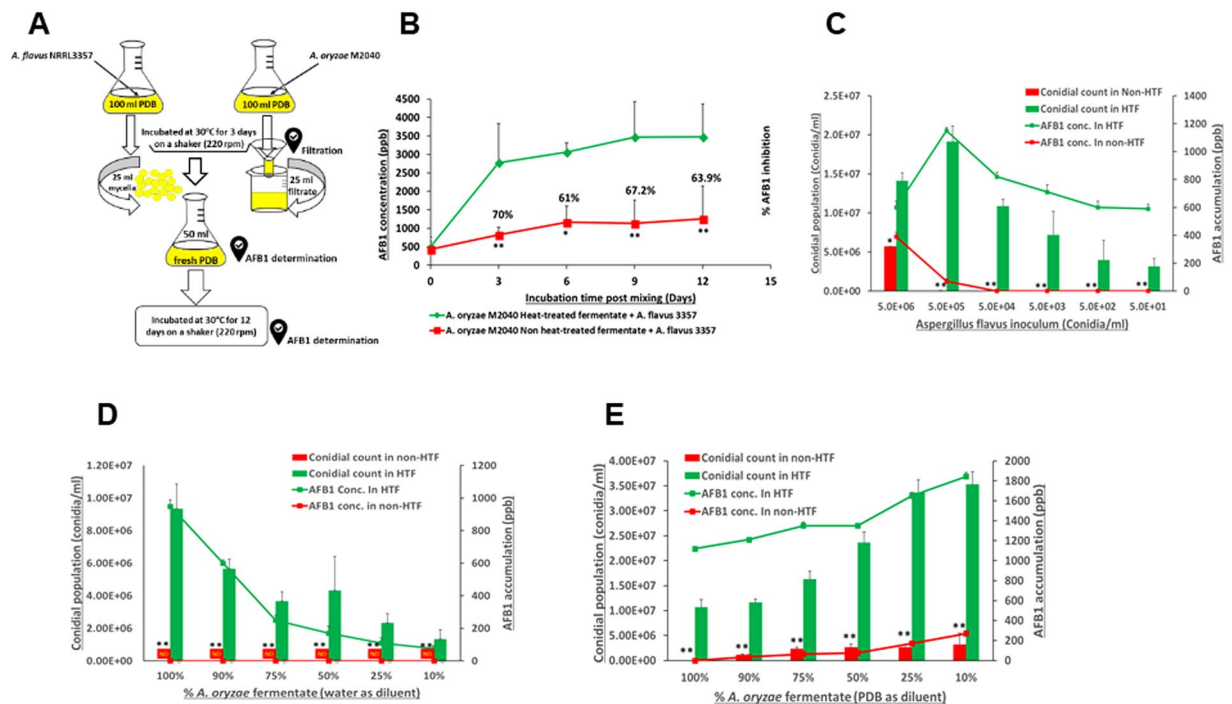 A
A. flavus NRRL3357
A. oryzae M2040
100 ml PDB
100 ml PDB
Incubated at 30°C for 3 days
on a shaker (220 rpm)
Filtration
25 ml
mycelia
25 ml
filtrate
50 ml
fresh PDB
AFB1 determination
Incubated at 30°C for 12
days on a shaker (220 rpm)
AFB1 determination
B
AFB1 concentration (ppb)
4500
4000
3500
3000
2500
2000
1500
1000
500
0
70%
61%
67.2%
63.9%
**
*
**
**
% AFB1 inhibition
0
3
6
9
12
15
Incubation time post mixing (Days)
A. oryzae M2040 Heat-treated fermentate + A. flavus 3357
A. oryzae M2040 Non heat-treated fermentate + A. flavus 3357
C
Conidial count in Non-HTF
Conidial count in HTF
AFB1 conc. In HTF
AFB1 conc. In non-HTF
Conidial population (Conidia/ml)
2.5E+07
2.0E+07
1.5E+07
1.0E+07
5.0E+06
0.0E+00
*
**
**
**
**
**
1400
1200
1000
800
600
400
200
0
AFB1 accumulation (ppb)
5.0E+06
5.0E+05
5.0E+04
5.0E+03
5.0E+02
5.0E+01
Aspergillus flavus inoculum (Conidia/ml)
D
Conidial count in non-HTF
Conidial count in HTF
AFB1 Conc. In HTF
AFB1 conc. in non-HTF
Conidial population (conidia/ml)
1.20E+07
1.00E+07
8.00E+06
6.00E+06
4.00E+06
2.00E+06
0.00E+00
**
**
**
**
**
**
ND
ND
ND
ND
ND
ND
1200
1000
800
600
400
200
0
AFB1 accumulation (ppb)
100%
90%
75%
50%
25%
10%
% A. oryzae fermentate (water as diluent)
E
Conidial count in non-HTF
Conidial count in HTF
AFB1 conc. In HTF
AFB1 conc. In non-HTF
Conidial population (conidia/ml)
4.00E+07
3.50E+07
3.00E+07
2.50E+07
2.00E+07
1.50E+07
1.00E+07
5.00E+06
0.00E+00
**
**
**
**
**
**
2000
1800
1600
1400
1200
1000
800
600
400
200
0
AFB1 accumulation (ppb)
100%
90%
75%
50%
25%
10%
% A. oryzae fermentate (PDB as diluent)